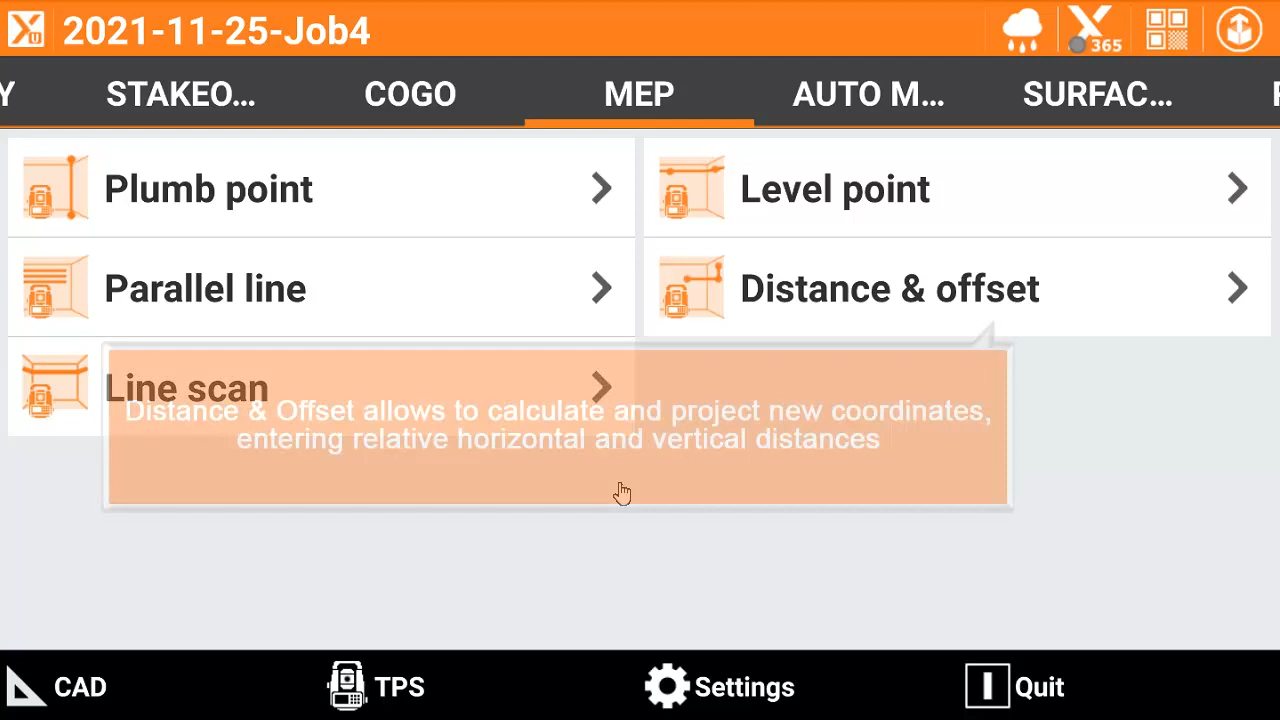 2021-11-25-Job4
365
Y STAKEO... COGO MEP AUTO M... SURFAC...
Plumb point
Level point
Parallel line
Distance & offset
Line scan
Distance & Offset allows to calculate and project new coordinates,
entering relative horizontal and vertical distances
CAD TPS Settings Quit